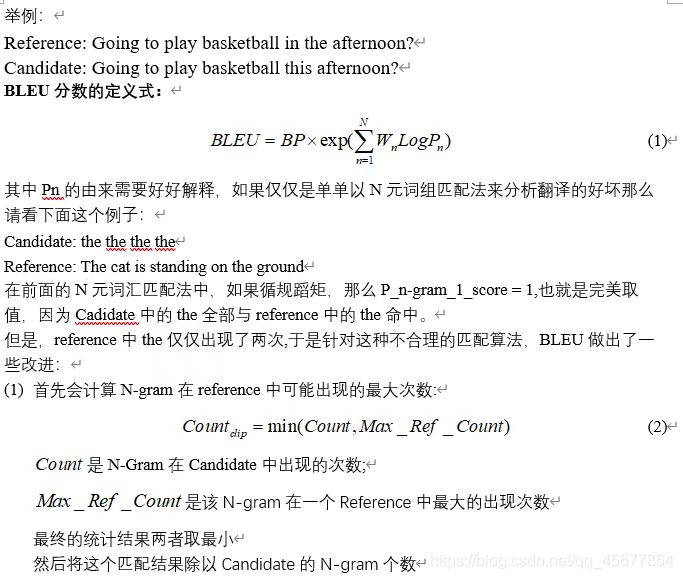 举例：
Reference: Going to play basketball in the afternoon?
Candidate: Going to play basketball this afternoon?
BLEU 分数的定义式：
BLEU = BP × exp(∑_{n=1}^{N} W_n LogP_n) (1)
其中 Pn 的由来需要好好解释，如果仅仅是单单以 N 元词组匹配法来分析翻译的好坏那么
请看下面这个例子：
Candidate: the the the the
Reference: The cat is standing on the ground
在前面的 N 元词汇匹配法中，如果循规蹈矩，那么 P_n-gram_1_score = 1,也就是完美取
值，因为 Cadidate 中的 the 全部与 reference 中的 the 命中。
但是，reference 中 the 仅仅出现了两次,于是针对这种不合理的匹配算法，BLEU 做出了一
些改进：
(1) 首先会计算 N-gram 在 reference 中可能出现的最大次数:
Count_{clip} = min(Count, Max_Ref_Count) (2)
Count 是 N-Gram 在 Candidate 中出现的次数;
Max_Ref_Count 是该 N-gram 在一个 Reference 中最大的出现次数
最终的统计结果两者取最小
然后将这个匹配结果除以 Candidate 的 N-gram 个数
https://blog.csdn.net/qq_45677854